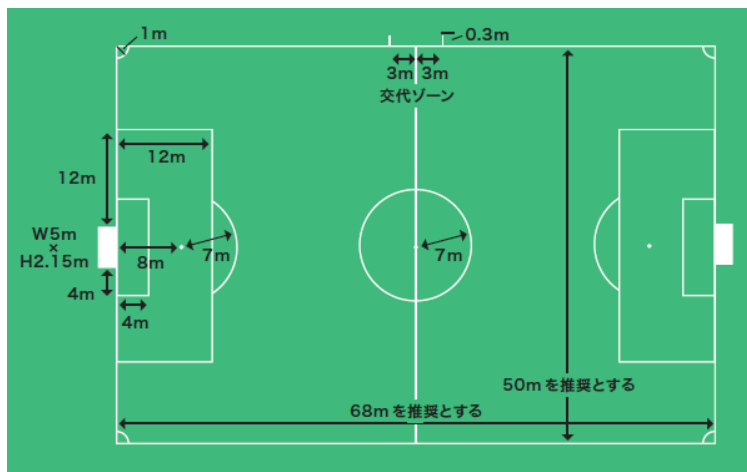 1m
0.3m
3m 3m
交代ゾーン
12m
12m
W5m
×
H2.15m
8m
7m
7m
4m
4m
50mを推奨とする
68mを推奨とする